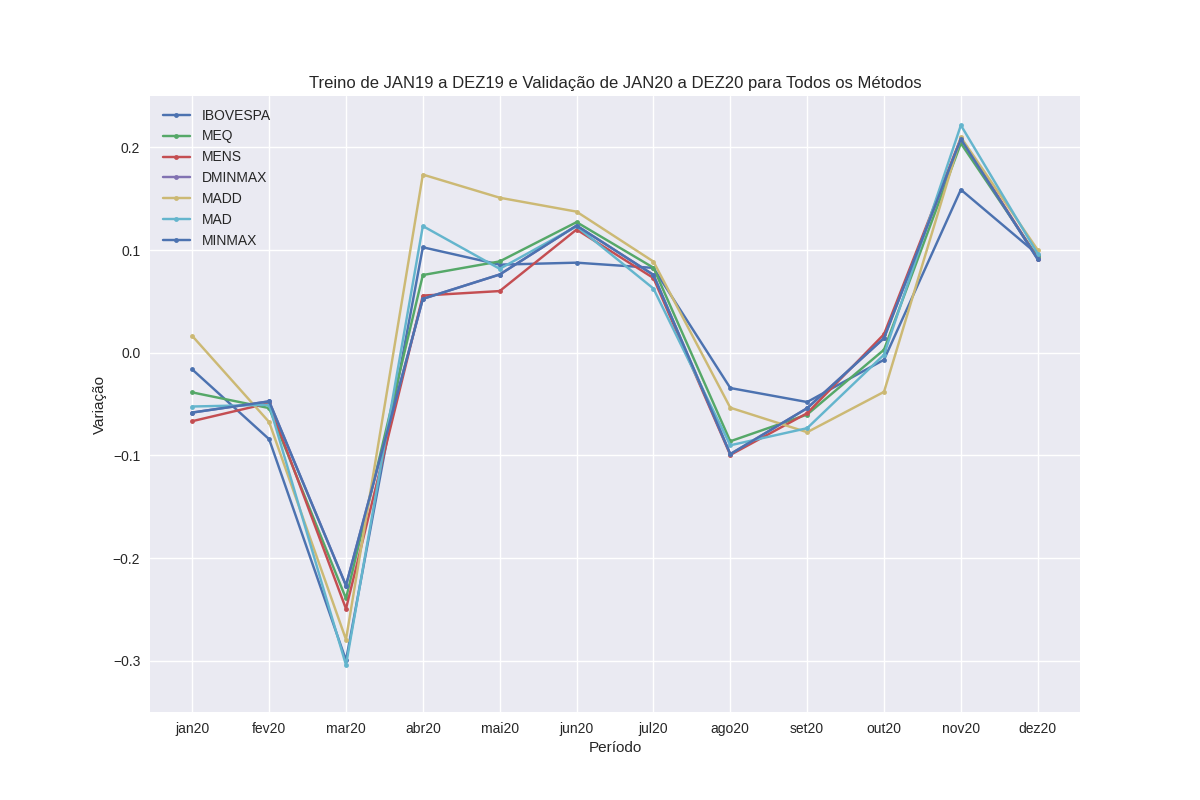 Treino de JAN19 a DEZ19 e Validação de JAN20 a DEZ20 para Todos os Métodos
IBOVESPA
MEQ
MENS
DMINMAX
MADD
MAD
MINMAX
0.2
0.1
0.0
−0.1
−0.2
−0.3
Variação
jan20 fev20 mar20 abr20 mai20 jun20 jul20 ago20 set20 out20 nov20 dez20
Período